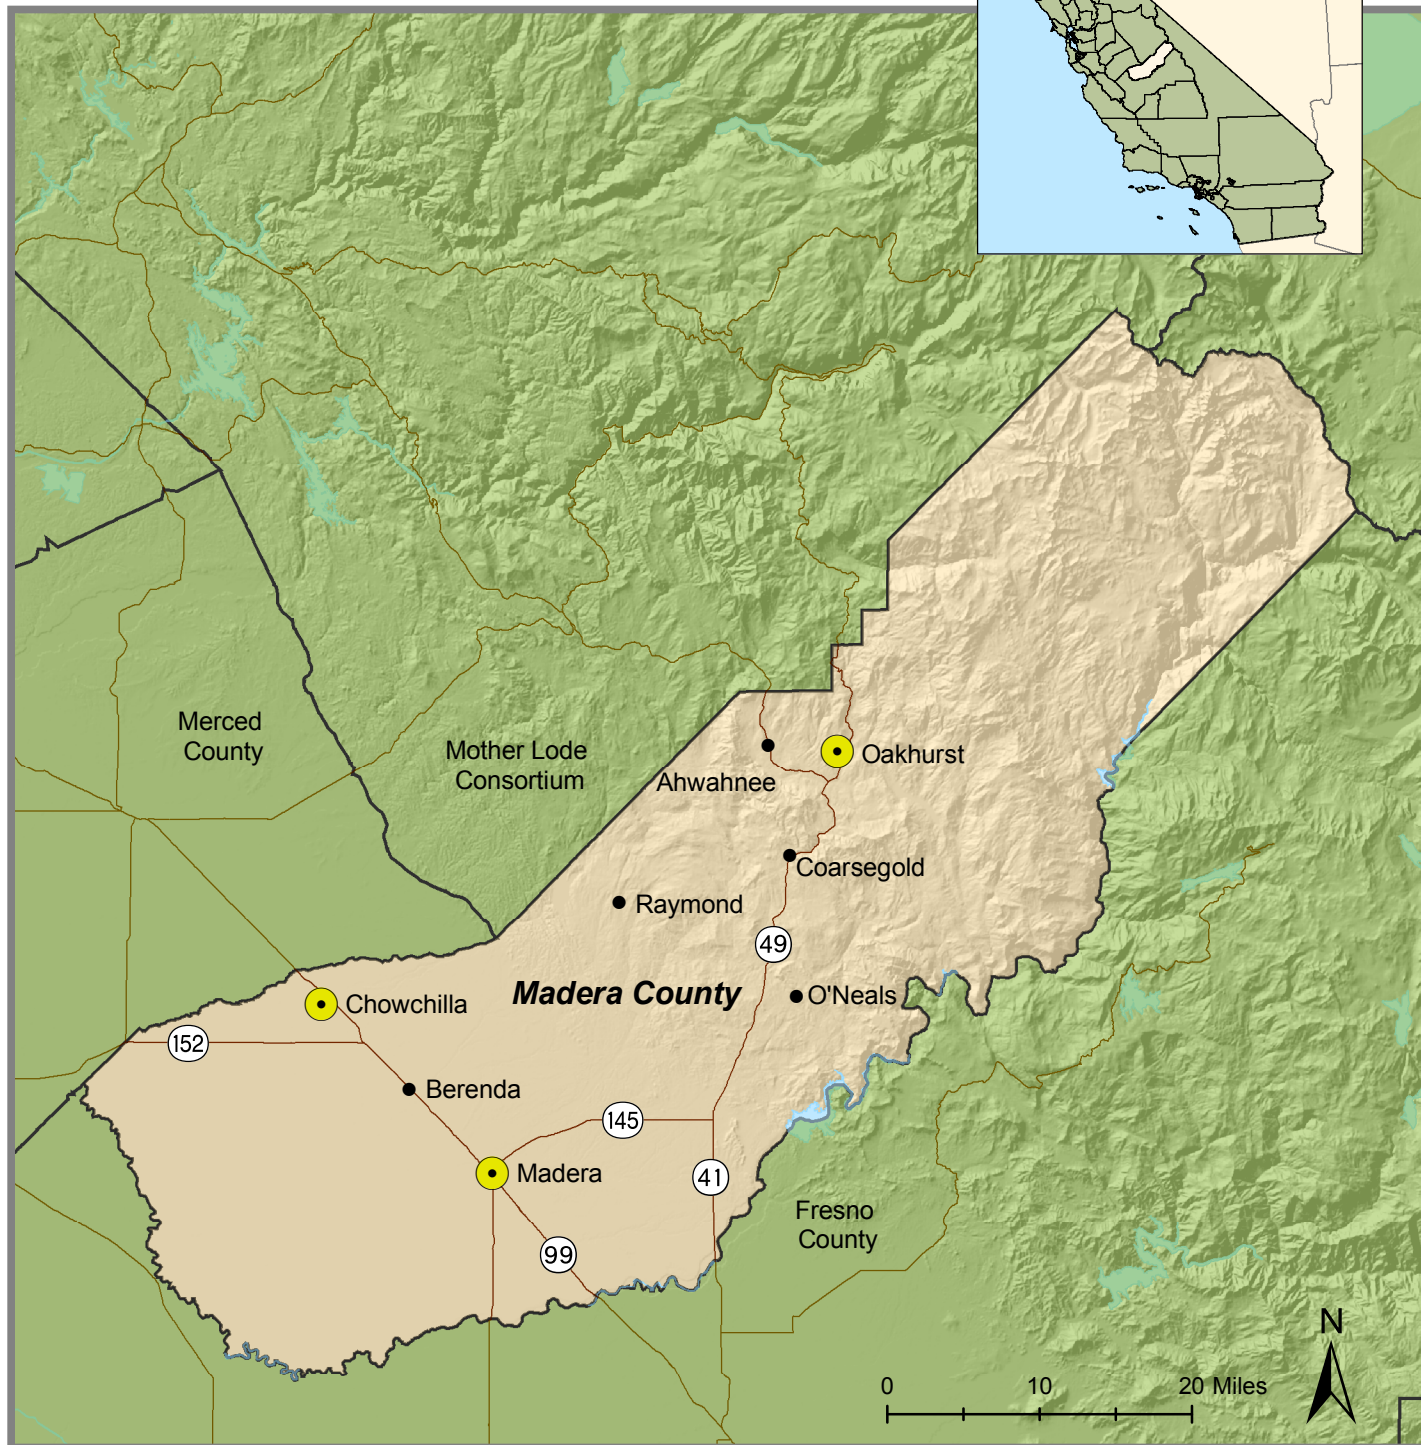 Merced
County
Mother Lode
Consortium
Ahwahnee
Oakhurst
Coarsegold
Raymond
49
Madera County
O'Neals
Chowchilla
152
Berenda
145
Madera
41
Fresno
County
99
N
0 10 20 Miles